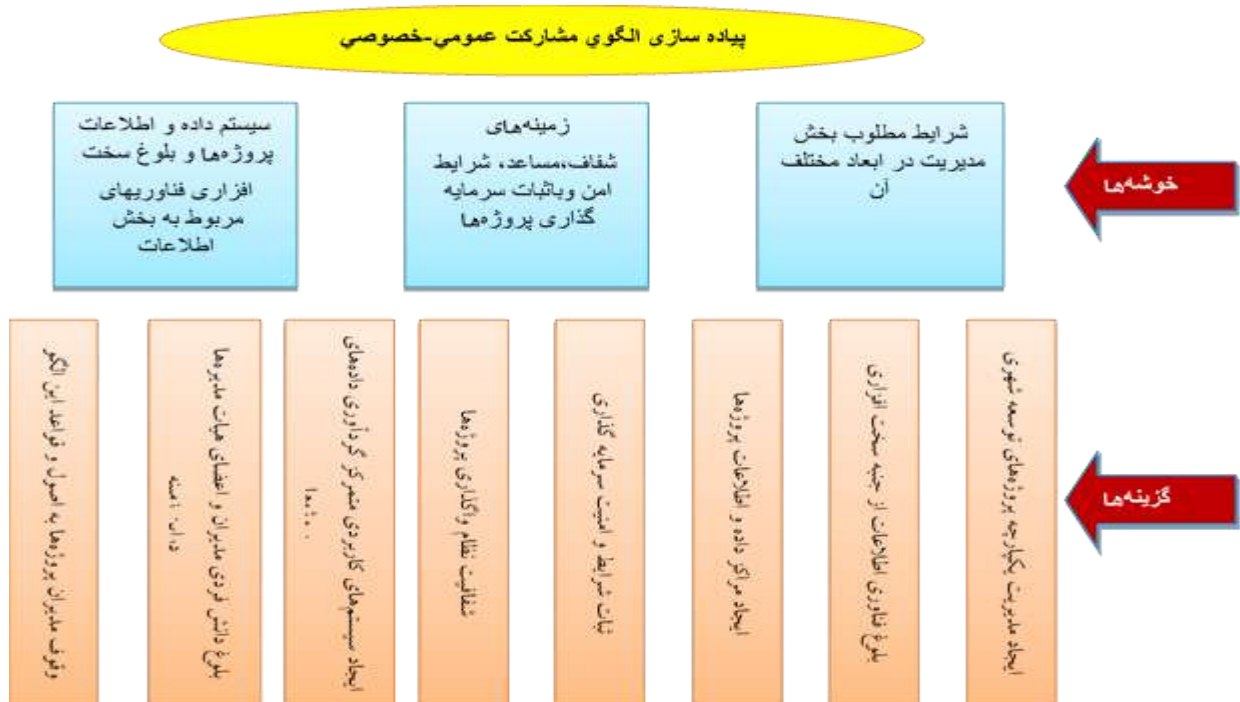 پیاده سازی الگوي مشارکت عمومي-خصوصي
شرایط مطلوب بخش
مدیریت در ابعاد مختلف
آن
زمینه‌های
شفاف،مساعد، شرایط
امن وباثبات سرمایه
گذاری پروژه‌ها
سیستم داده و اطلاعات
پروژه‌ها و بلوغ سخت
افزاری فناوریهای
مربوط به بخش
اطلاعات
خوشه‌ها
ایجاد مدیریت یکپارچه پروژه‌های توسعه شهری
بلوغ فناوری اطلاعات از جنبه سخت افزاری
ایجاد مراکز داده و اطلاعات پروژه‌ها
ثبات شرایط و امنیت سرمایه گذاری
شفافیت نظام واگذاری پروژه‌ها
ایجاد سیستم‌های کاربردی متمرکز گردآوری داده‌های
بلوغ دانش فردی مدیران و اعضای هیات مدیره‌ها
وقوف مدیران پروژه‌ها به اصول و قواعد این الگو
گزینه‌ها